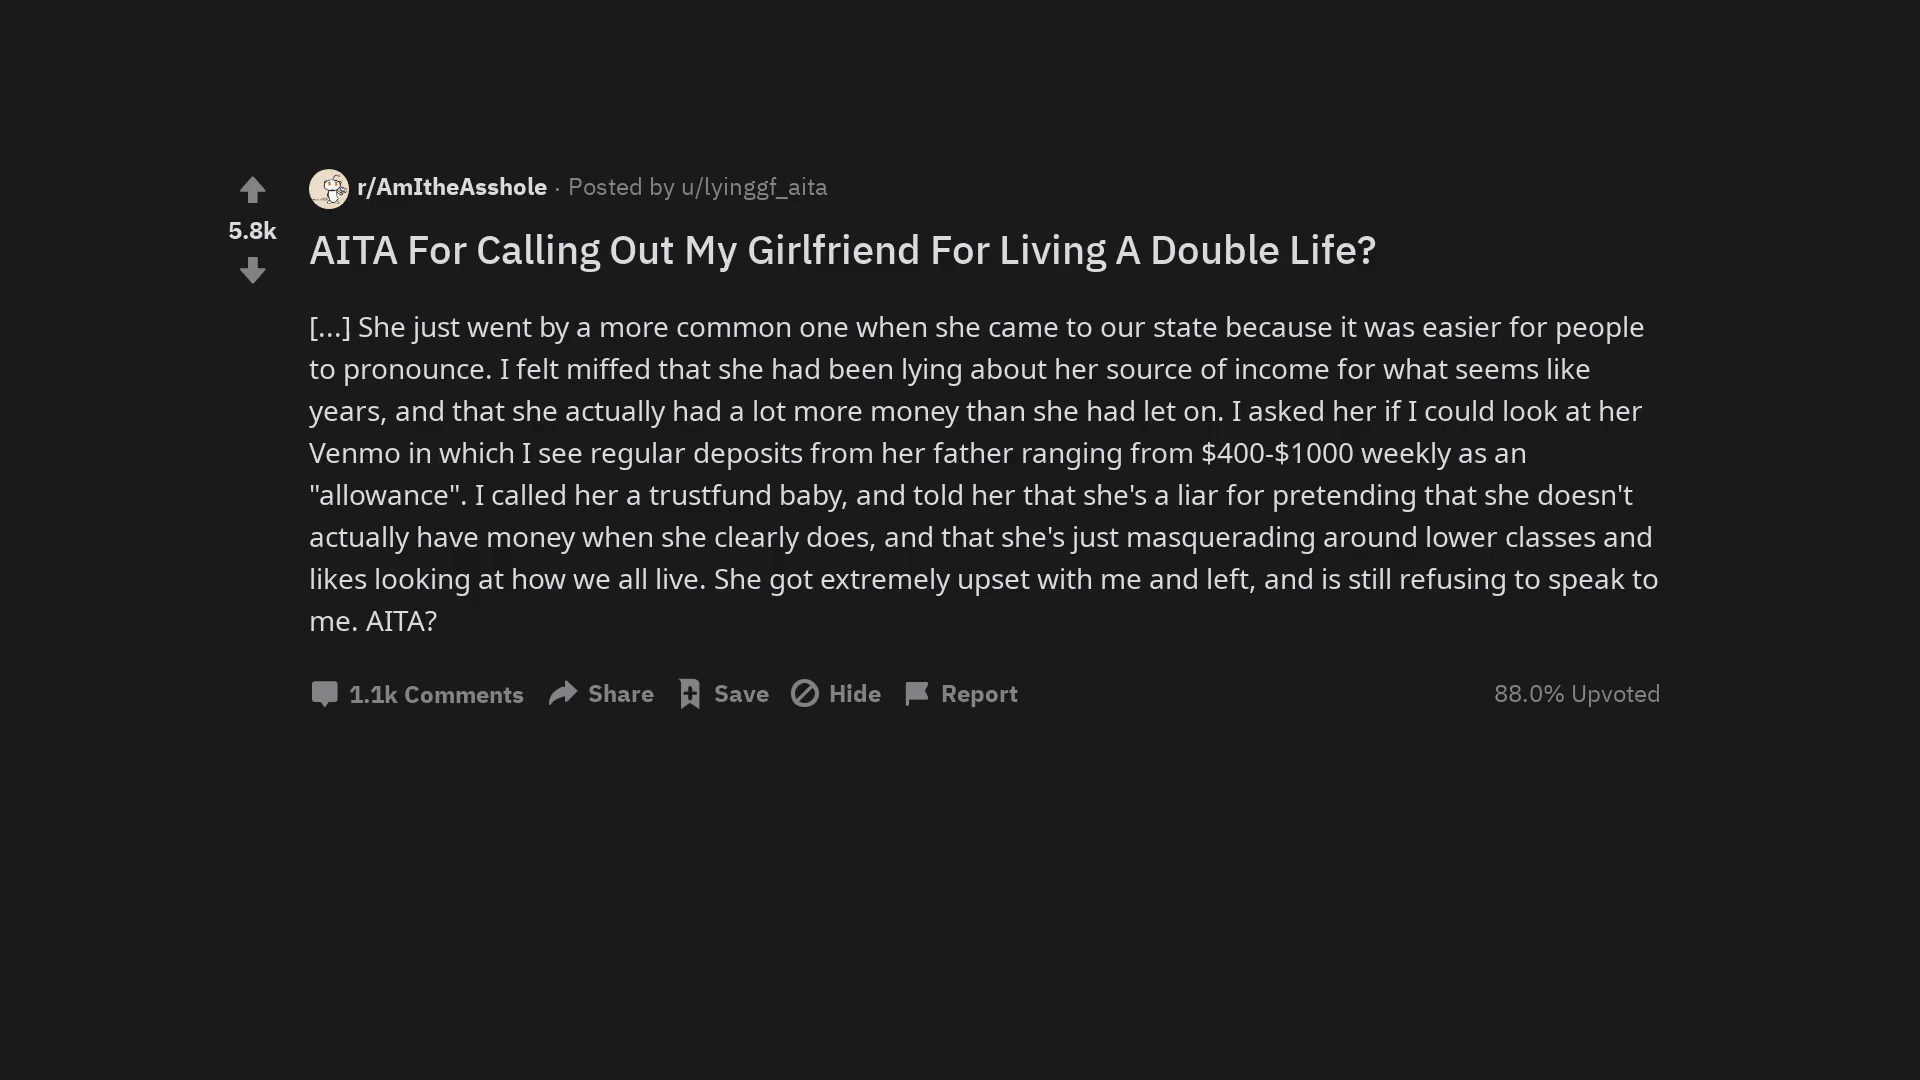 r/AmItheAsshole · Posted by u/lyinggf_aita
5.8k
AITA For Calling Out My Girlfriend For Living A Double Life?
[...] She just went by a more common one when she came to our state because it was easier for people
to pronounce. I felt miffed that she had been lying about her source of income for what seems like
years, and that she actually had a lot more money than she had let on. I asked her if I could look at her
Venmo in which I see regular deposits from her father ranging from $400-$1000 weekly as an
"allowance". I called her a trustfund baby, and told her that she's a liar for pretending that she doesn't
actually have money when she clearly does, and that she's just masquerading around lower classes and
likes looking at how we all live. She got extremely upset with me and left, and is still refusing to speak to
me. AITA?
1.1k Comments Share Save Hide Report 88.0% Upvoted